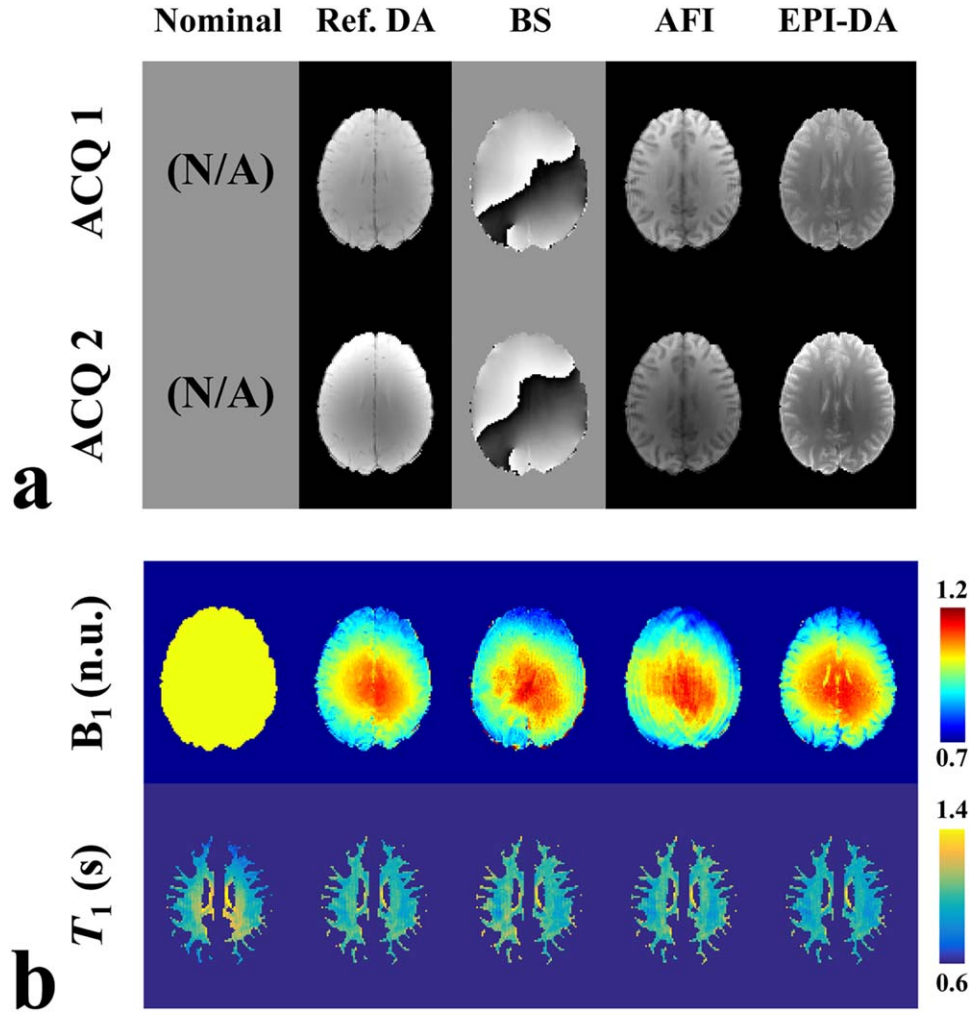 Nominal Ref. DA BS AFI EPI-DA
ACQ 1
(N/A)
ACQ 2
(N/A)
a
B₁ (n.u.)
1.2
0.7
T₁ (s)
1.4
0.6
b